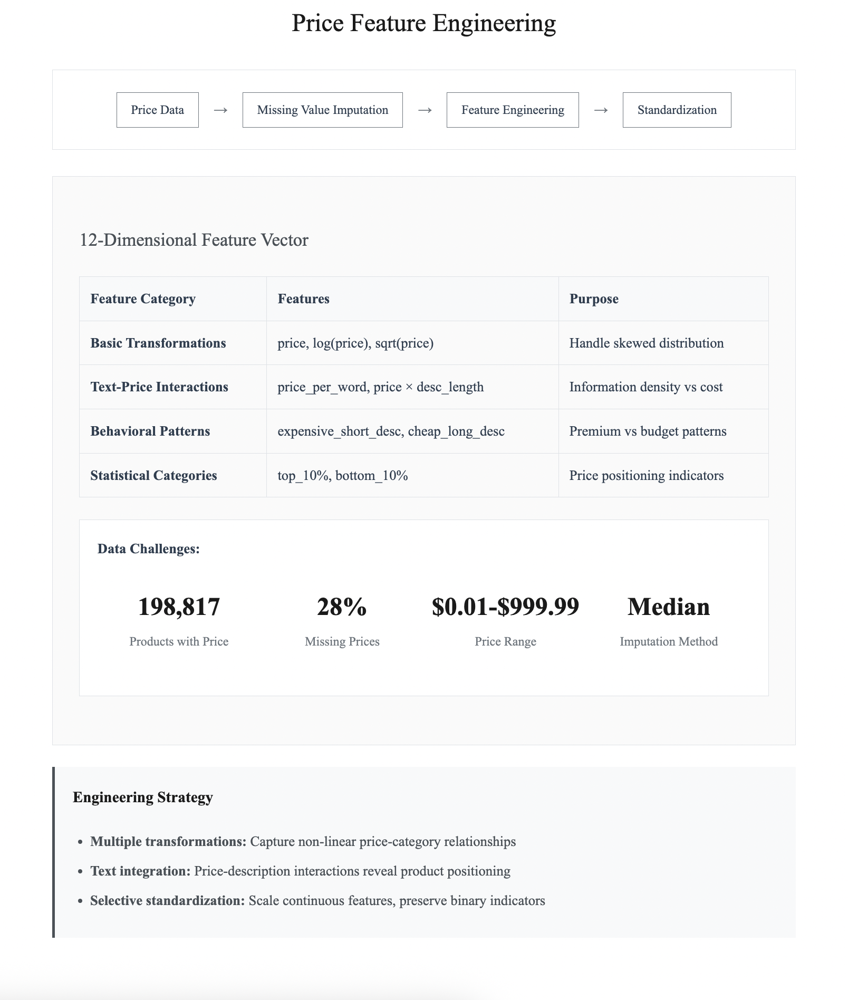 Price Feature Engineering
Price Data → Missing Value Imputation → Feature Engineering → Standardization
12-Dimensional Feature Vector
Feature Category Features Purpose
Basic Transformations price, log(price), sqrt(price) Handle skewed distribution
Text-Price Interactions price_per_word, price × desc_length Information density vs cost
Behavioral Patterns expensive_short_desc, cheap_long_desc Premium vs budget patterns
Statistical Categories top_10%, bottom_10% Price positioning indicators
Data Challenges:
198,817 28% $0.01-$999.99 Median
Products with Price Missing Prices Price Range Imputation Method
Engineering Strategy
• Multiple transformations: Capture non-linear price-category relationships
• Text integration: Price-description interactions reveal product positioning
• Selective standardization: Scale continuous features, preserve binary indicators